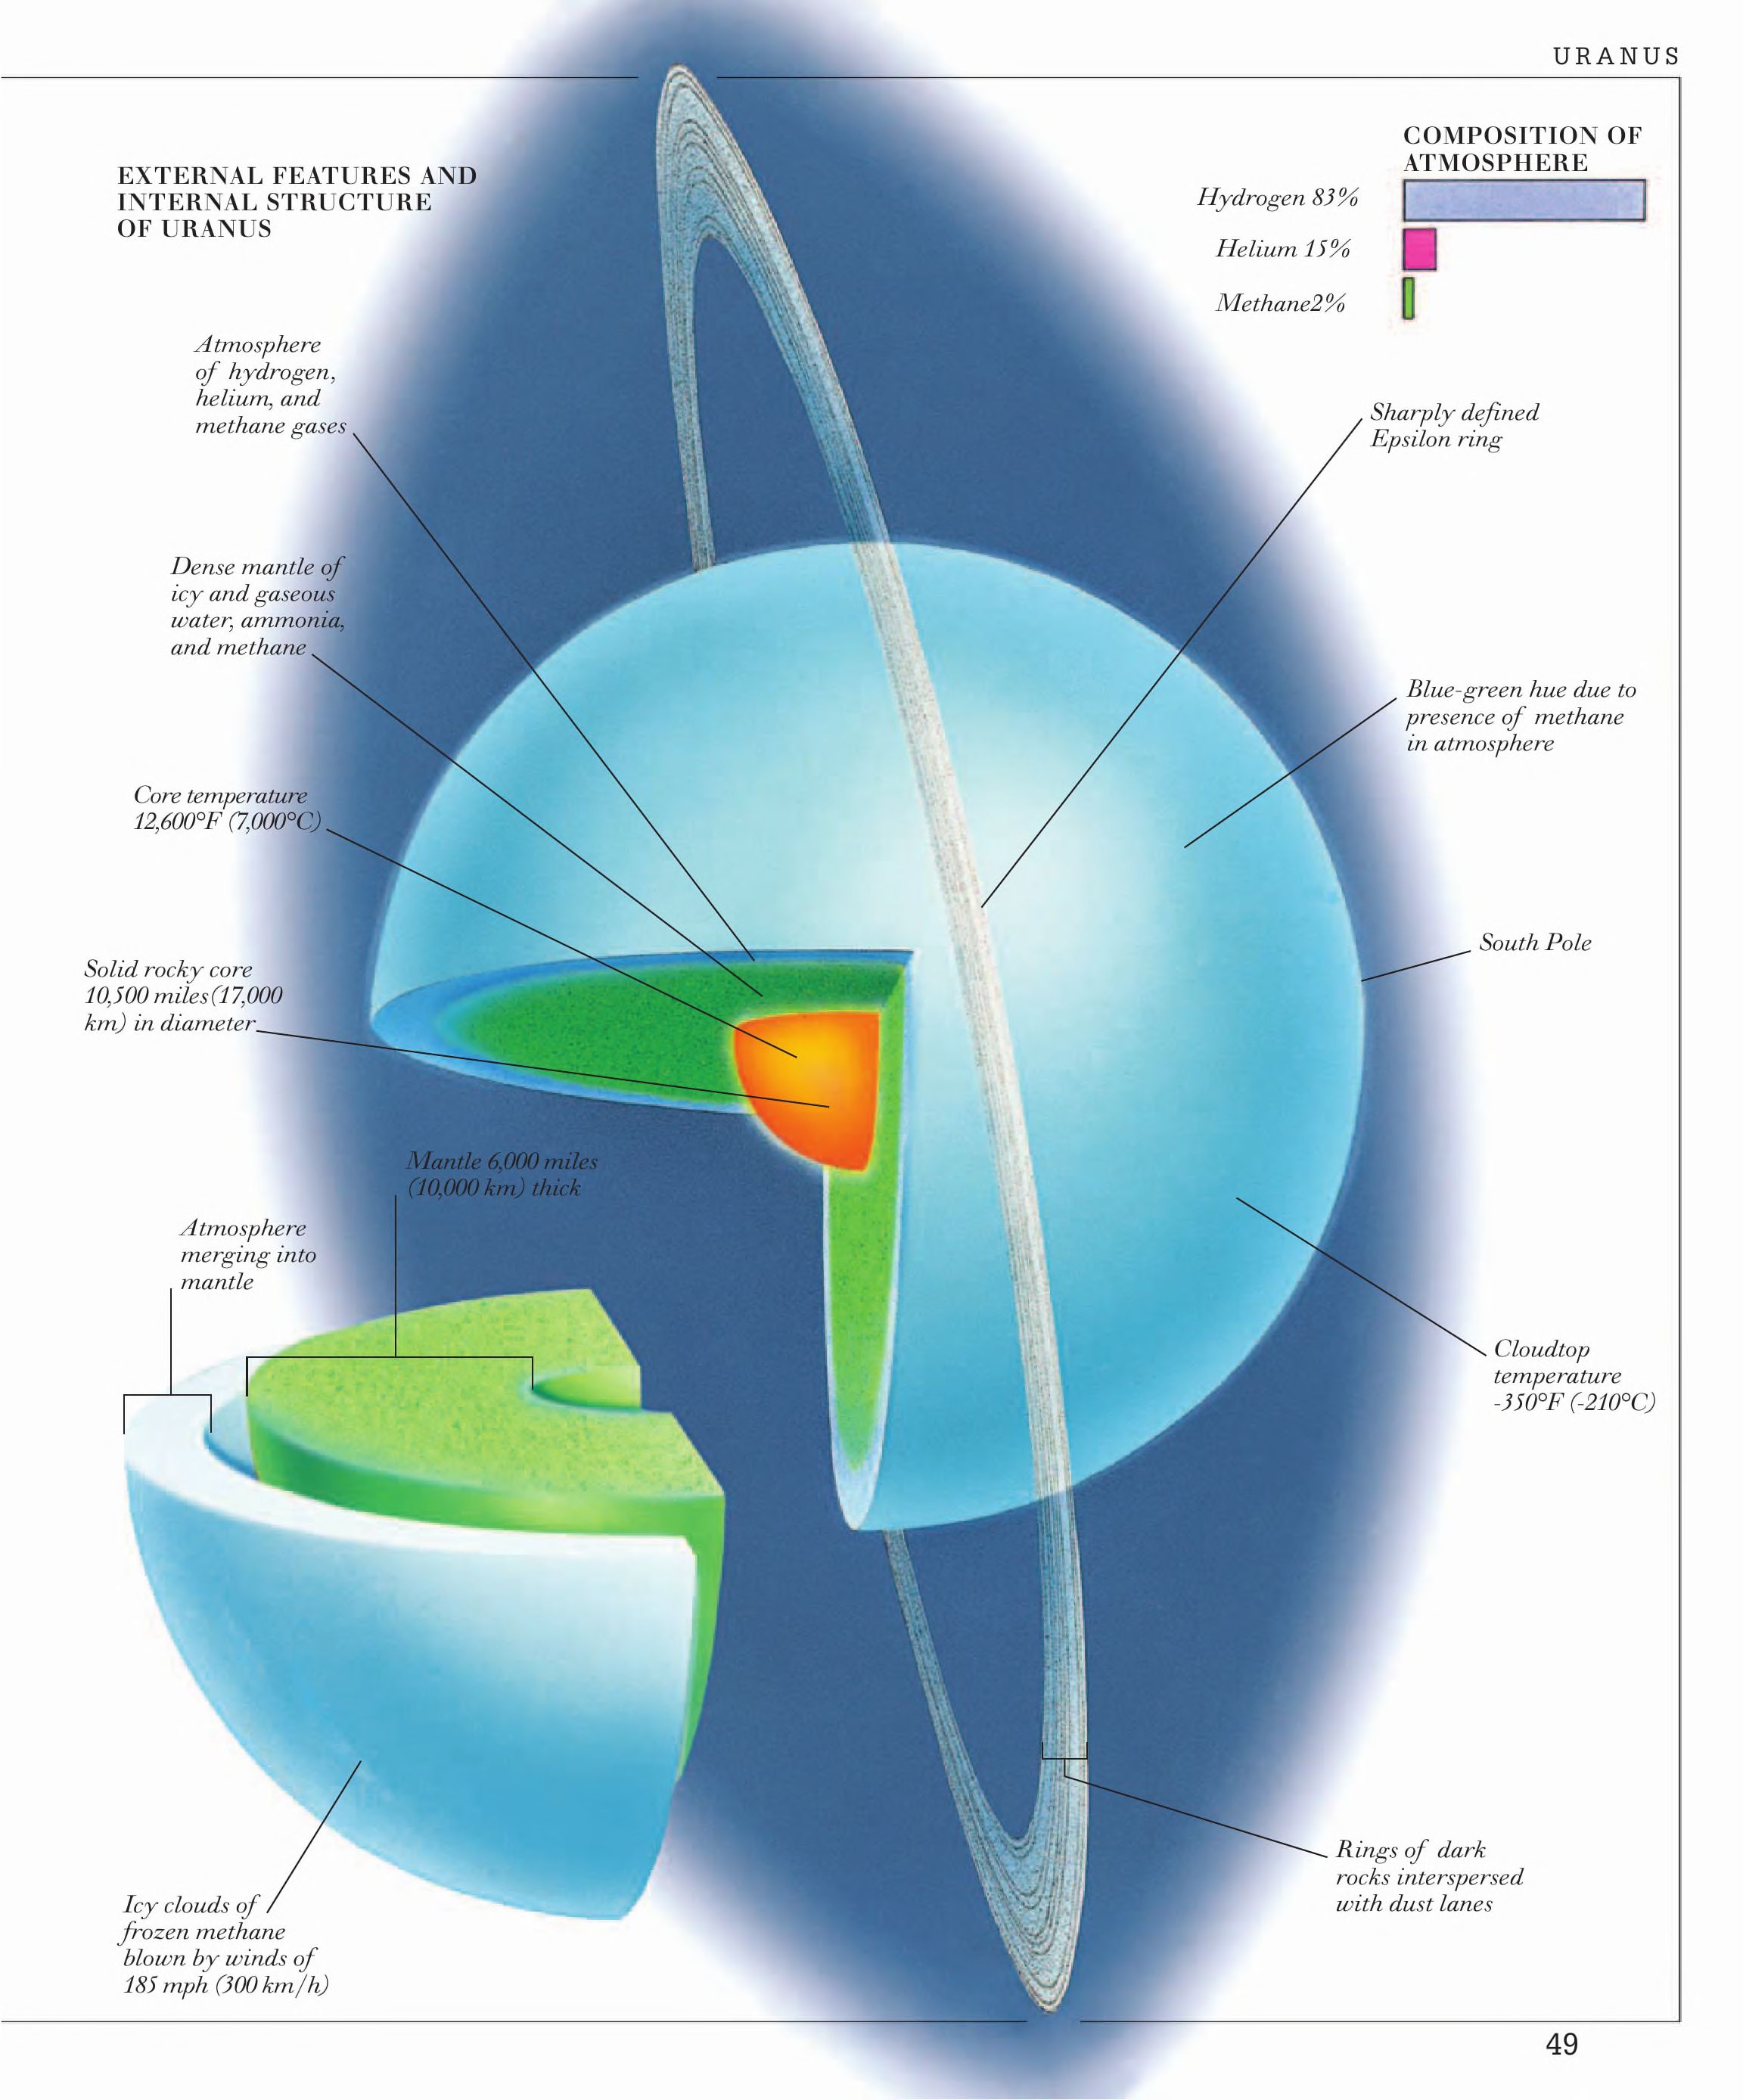 URANUS
EXTERNAL FEATURES AND
INTERNAL STRUCTURE
OF URANUS
COMPOSITION OF
ATMOSPHERE
Hydrogen 83%
Helium 15%
Methane2%
Atmosphere
of hydrogen,
helium, and
methane gases
Sharply defined
Epsilon ring
Dense mantle of
icy and gaseous
water, ammonia,
and methane
Blue-green hue due to
presence of methane
in atmosphere
Core temperature
12,600°F (7,000°C)
South Pole
Solid rocky core
10,500 miles(17,000
km) in diameter
Mantle 6,000 miles
(10,000 km) thick
Atmosphere
merging into
mantle
Cloudtop
temperature
-350°F (-210°C)
Rings of dark
rocks interspersed
with dust lanes
Icy clouds of
frozen methane
blown by winds of
185 mph (300 km/h)
49